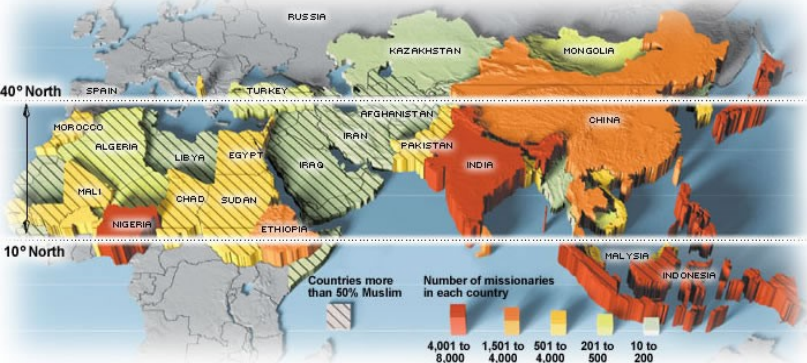 RUSSIA
KAZAKHSTAN
MONGOLIA
40° North
SPAIN
TURKEY
AFGHANISTAN
MOROCCO
CHINA
ALGERIA
IRAN
PAKISTAN
LIBYA
EGYPT
IRAQ
INDIA
MALI
CHAD
SUDAN
NIGERIA
ETHIOPIA
10° North
MALYSIA
INDONESIA
Countries more
than 50% Muslim
Number of missionaries
in each country
4,001 to
8,000
1,501 to
4,000
501 to
4,000
201 to
500
10 to
200